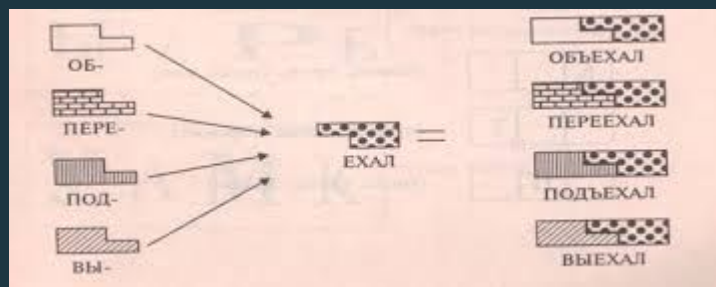 ОБ-
ПЕРЕ-
ПОД-
ВЫ-
ЕХАЛ
=
ОБЪЕХАЛ
ПЕРЕЕХАЛ
ПОДЪЕХАЛ
ВЫЕХАЛ